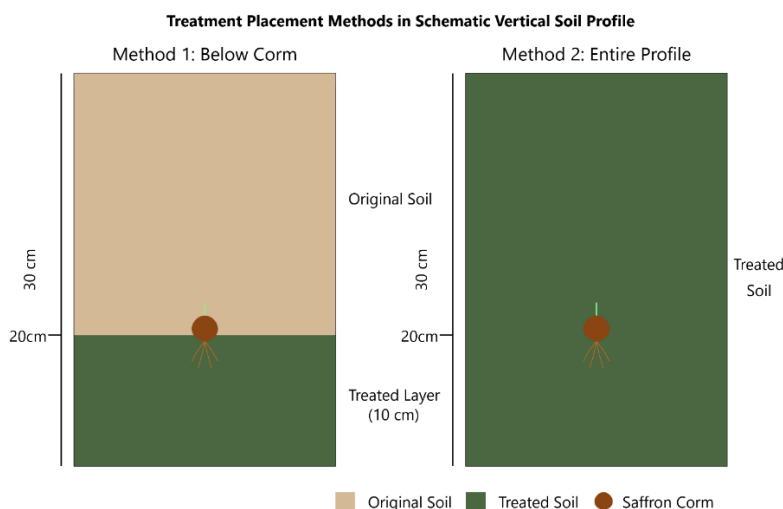 Treatment Placement Methods in Schematic Vertical Soil Profile
Method 1: Below Corm
Method 2: Entire Profile
Original Soil
30 cm
20cm
Treated Layer
(10 cm)
30 cm
20cm
Treated
Soil
Original Soil
Treated Soil
Saffron Corm